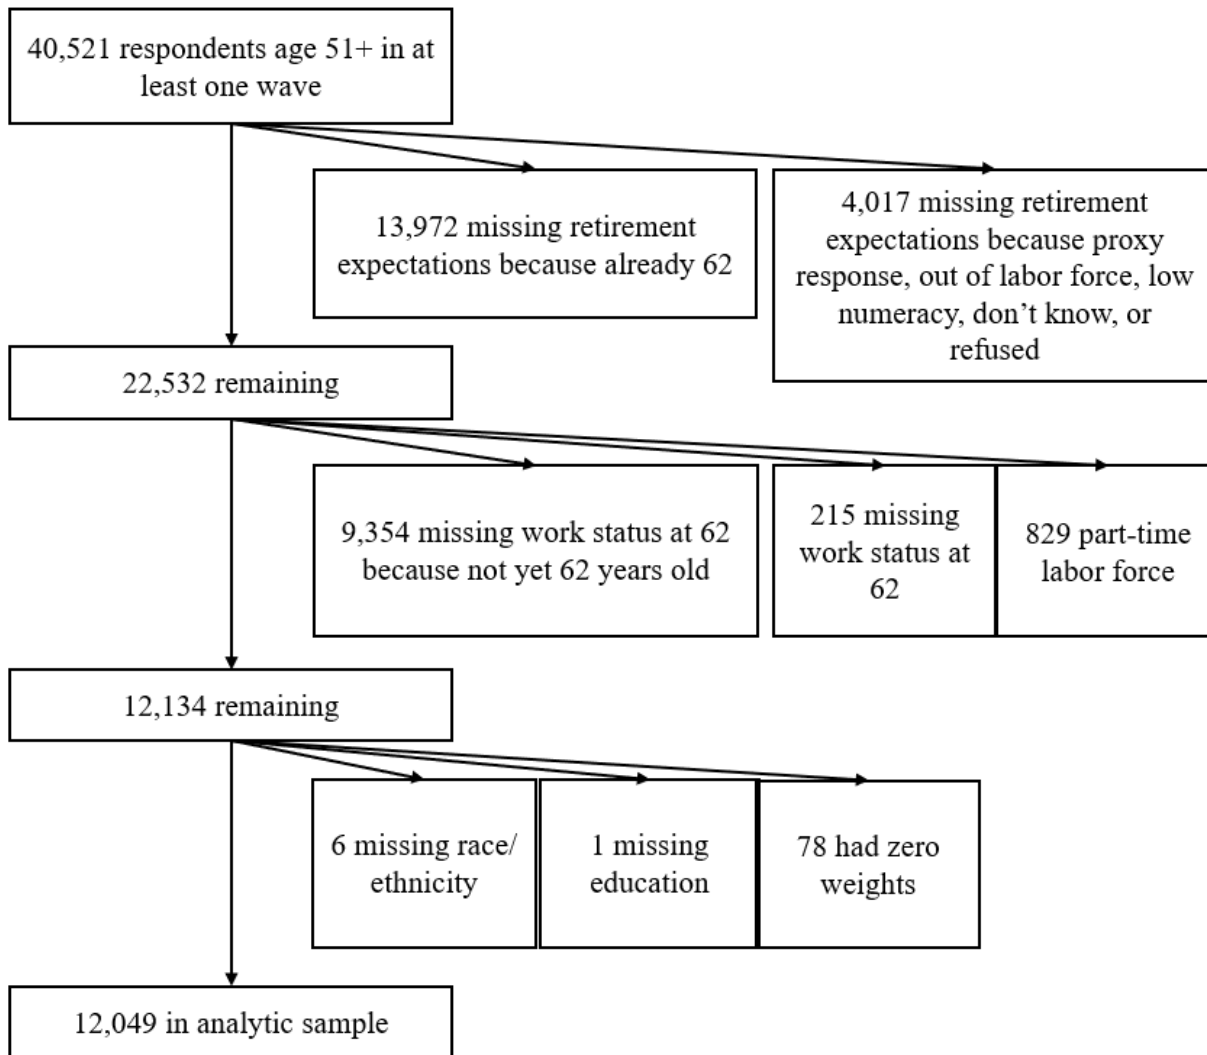 40,521 respondents age 51+ in at
least one wave
13,972 missing retirement
expectations because already 62
4,017 missing retirement
expectations because proxy
response, out of labor force, low
numeracy, don’t know, or
refused
22,532 remaining
9,354 missing work status at 62
because not yet 62 years old
215 missing
work status at
62
829 part-time
labor force
12,134 remaining
6 missing race/
ethnicity
1 missing
education
78 had zero
weights
12,049 in analytic sample